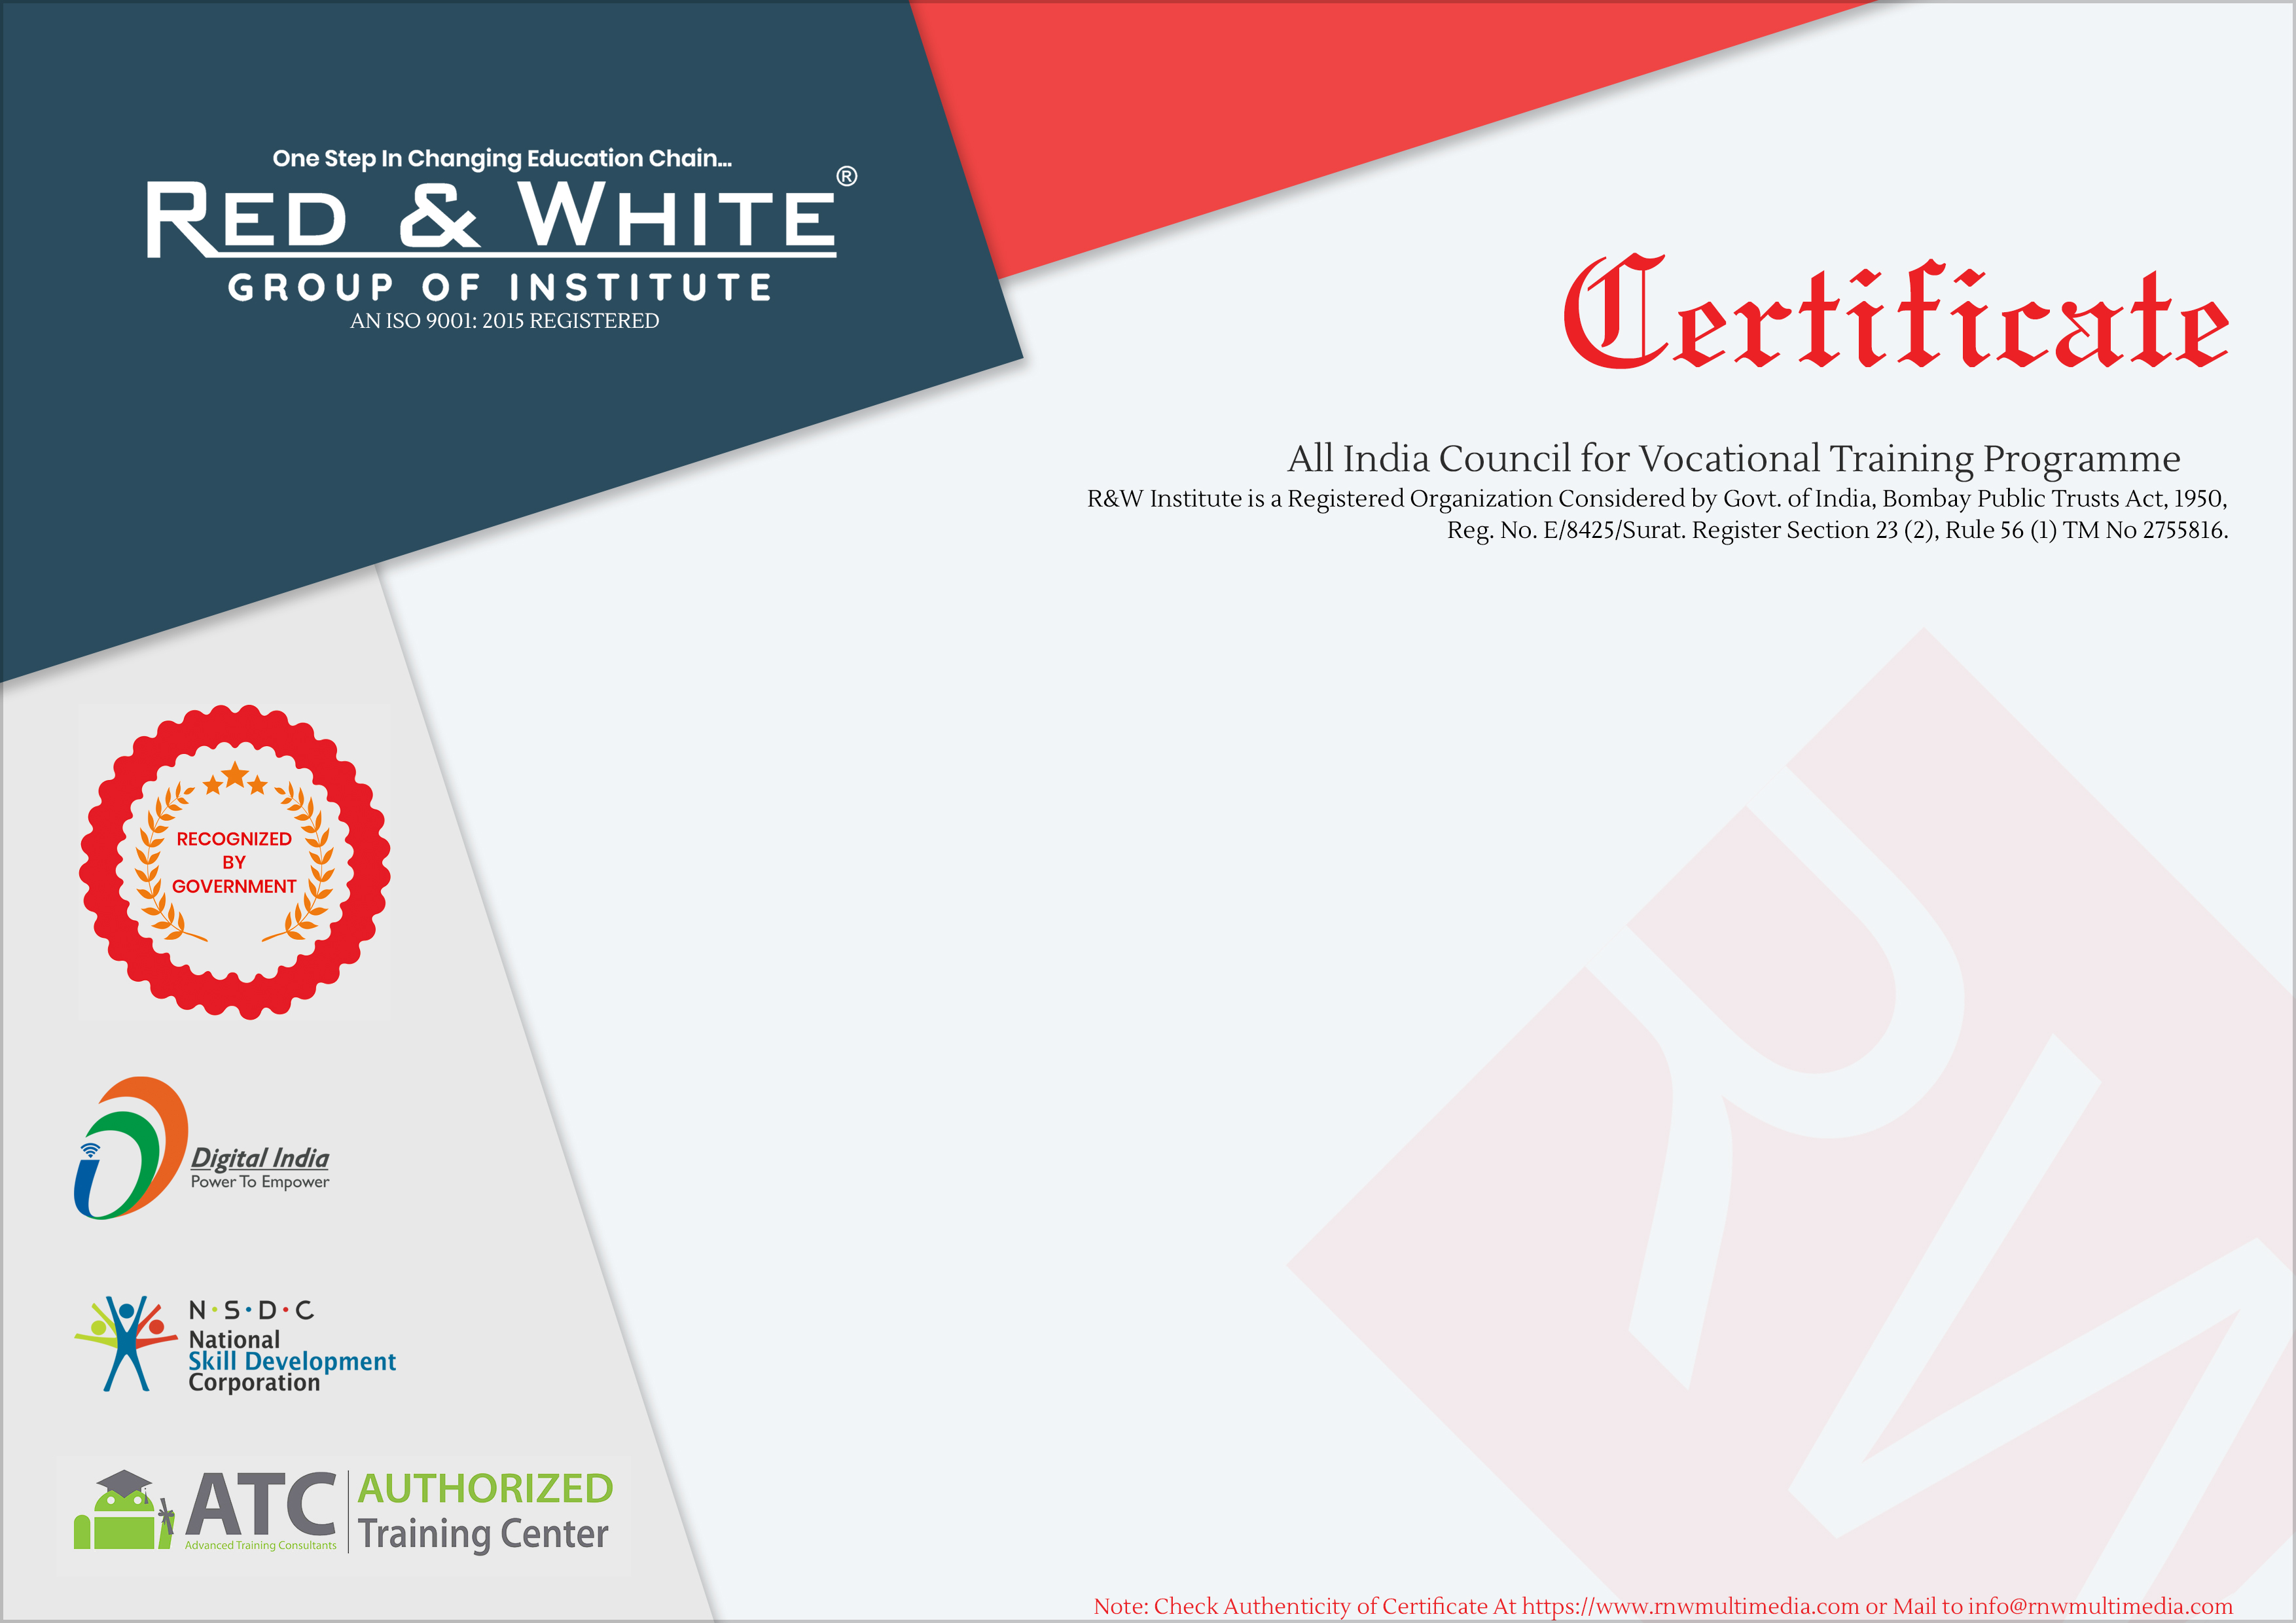 One Step In Changing Education Chain...
RED & WHITE®
GROUP OF INSTITUTE
AN ISO 9001: 2015 REGISTERED
Certificate
All India Council for Vocational Training Programme
R&W Institute is a Registered Organization Considered by Govt. of India, Bombay Public Trusts Act, 1950,
Reg. No. E/8425/Surat. Register Section 23 (2), Rule 56 (1) TM No 2755816.
RECOGNIZED
BY
GOVERNMENT
Digital India
Power To Empower
N·S·D·C
National
Skill Development
Corporation
ATC
Advanced Training Consultants
AUTHORIZED
Training Center
RW
Note: Check Authenticity of Certificate At https://www.rnwmultimedia.com or Mail to info@rnwmultimedia.com